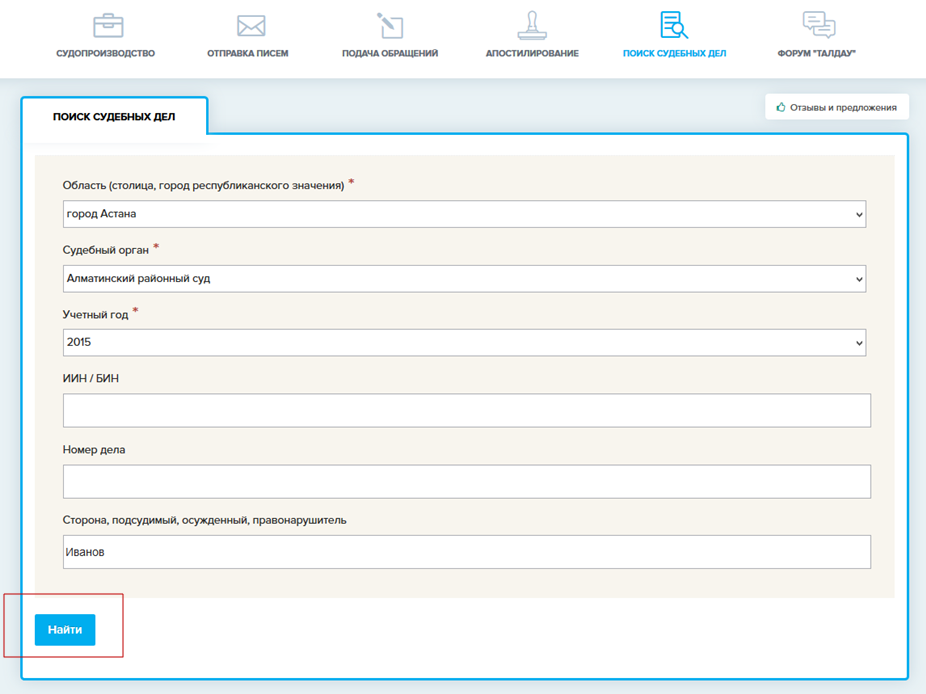 СУДОПРОИЗВОДСТВО
ОТПРАВКА ПИСЕМ
ПОДАЧА ОБРАЩЕНИЙ
АПОСТИЛИРОВАНИЕ
ПОИСК СУДЕБНЫХ ДЕЛ
ФОРУМ "ТАЛДАУ"
Отзывы и предложения
ПОИСК СУДЕБНЫХ ДЕЛ
Область (столица, город республиканского значения) *
город Астана
Судебный орган *
Алматинский районный суд
Учетный год *
2015
ИИН / БИН
Номер дела
Сторона, подсудимый, осужденный, правонарушитель
Иванов
Найти